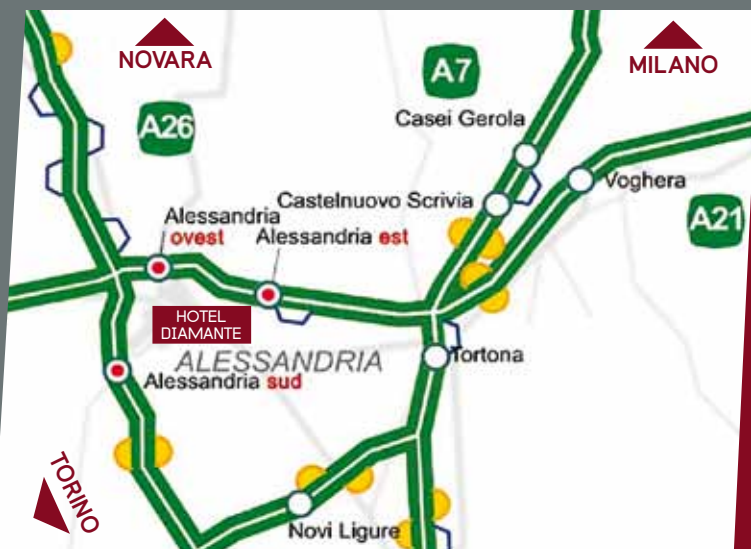 NOVARA
MILANO
A7
A26
Casei Gerola
Castelnuovo Scrivia
Voghera
A21
Alessandria
ovest
Alessandria est
HOTEL
DIAMANTE
ALESSANDRIA
Tortona
Alessandria sud
TORINO
Novi Ligure